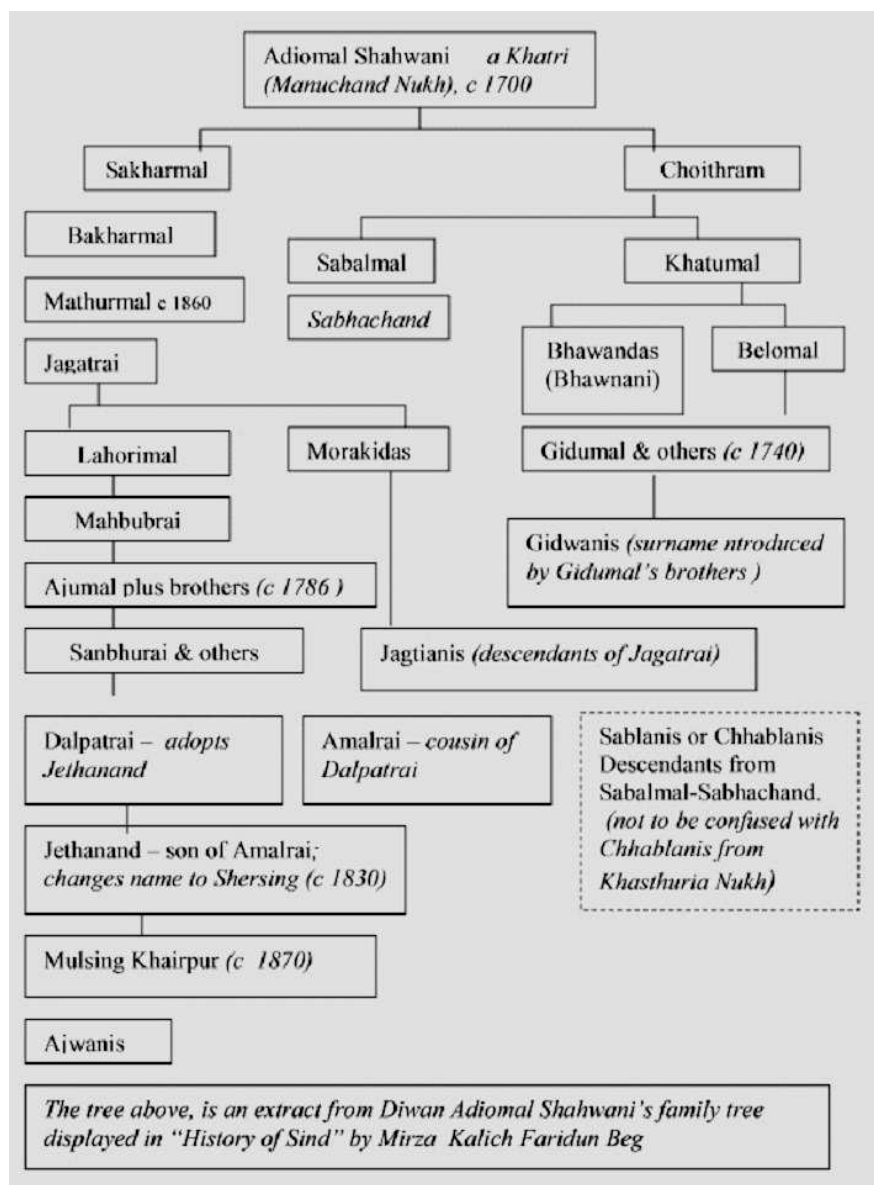 Adiomal Shahwani a Khatri
(Manuchand Nukh), c 1700
Sakharmal
Choithram
Bakharmal
Sabalmal
Khatumal
Mathurmal c 1860
Sabhachand
Jagatrai
Bhawandas
(Bhawnani)
Belomal
Lahorimal
Morakidas
Gidumal & others (c 1740)
Mahbubrai
Gidwanis (surname ntroduced
by Gidumal's brothers )
Ajumal plus brothers (c 1786 )
Sanbhurai & others
Jagtianis (descendants of Jagatrai)
Dalpatrai – adopts
Jethanand
Amalrai – cousin of
Dalpatrai
Sablanis or Chhablanis
Descendants from
Sabalmal-Sabhachand.
(not to be confused with
Chhablanis from
Khasthuria Nukh)
Jethanand – son of Amalrai;
changes name to Shersing (c 1830)
Mulsing Khairpur (c 1870)
Ajwanis
The tree above, is an extract from Diwan Adiomal Shahwani's family tree
displayed in "History of Sind" by Mirza Kalich Faridun Beg